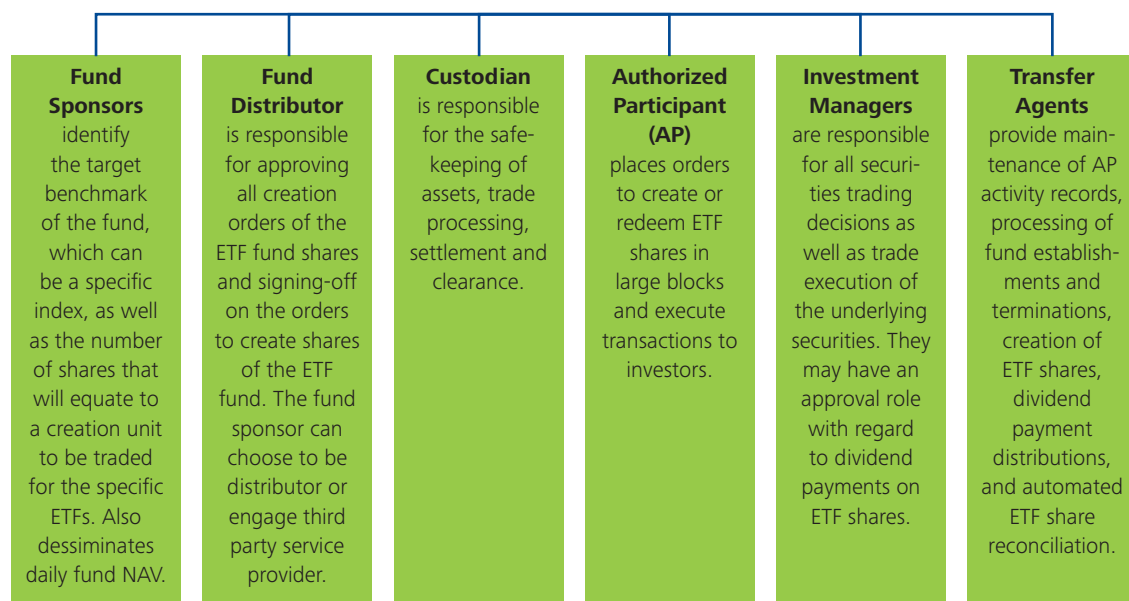 Fund
Sponsors
identify
the target
benchmark
of the fund,
which can
be a specific
index, as well
as the number
of shares that
will equate to
a creation unit
to be traded
for the specific
ETFs. Also
dessiminates
daily fund NAV.
Fund
Distributor
is responsible
for approving
all creation
orders of the
ETF fund shares
and signing-off
on the orders
to create shares
of the ETF
fund. The fund
sponsor can
choose to be
distributor or
engage third
party service
provider.
Custodian
is responsible
for the safe-
keeping of
assets, trade
processing,
settlement and
clearance.
Authorized
Participant
(AP)
places orders
to create or
redeem ETF
shares in
large blocks
and execute
transactions to
investors.
Investment
Managers
are responsible
for all securi-
ties trading
decisions as
well as trade
execution of
the underlying
securities. They
may have an
approval role
with regard
to dividend
payments on
ETF shares.
Transfer
Agents
provide main-
tenance of AP
activity records,
processing of
fund establish-
ments and
terminations,
creation of
ETF shares,
dividend
payment
distributions,
and automated
ETF share
reconciliation.